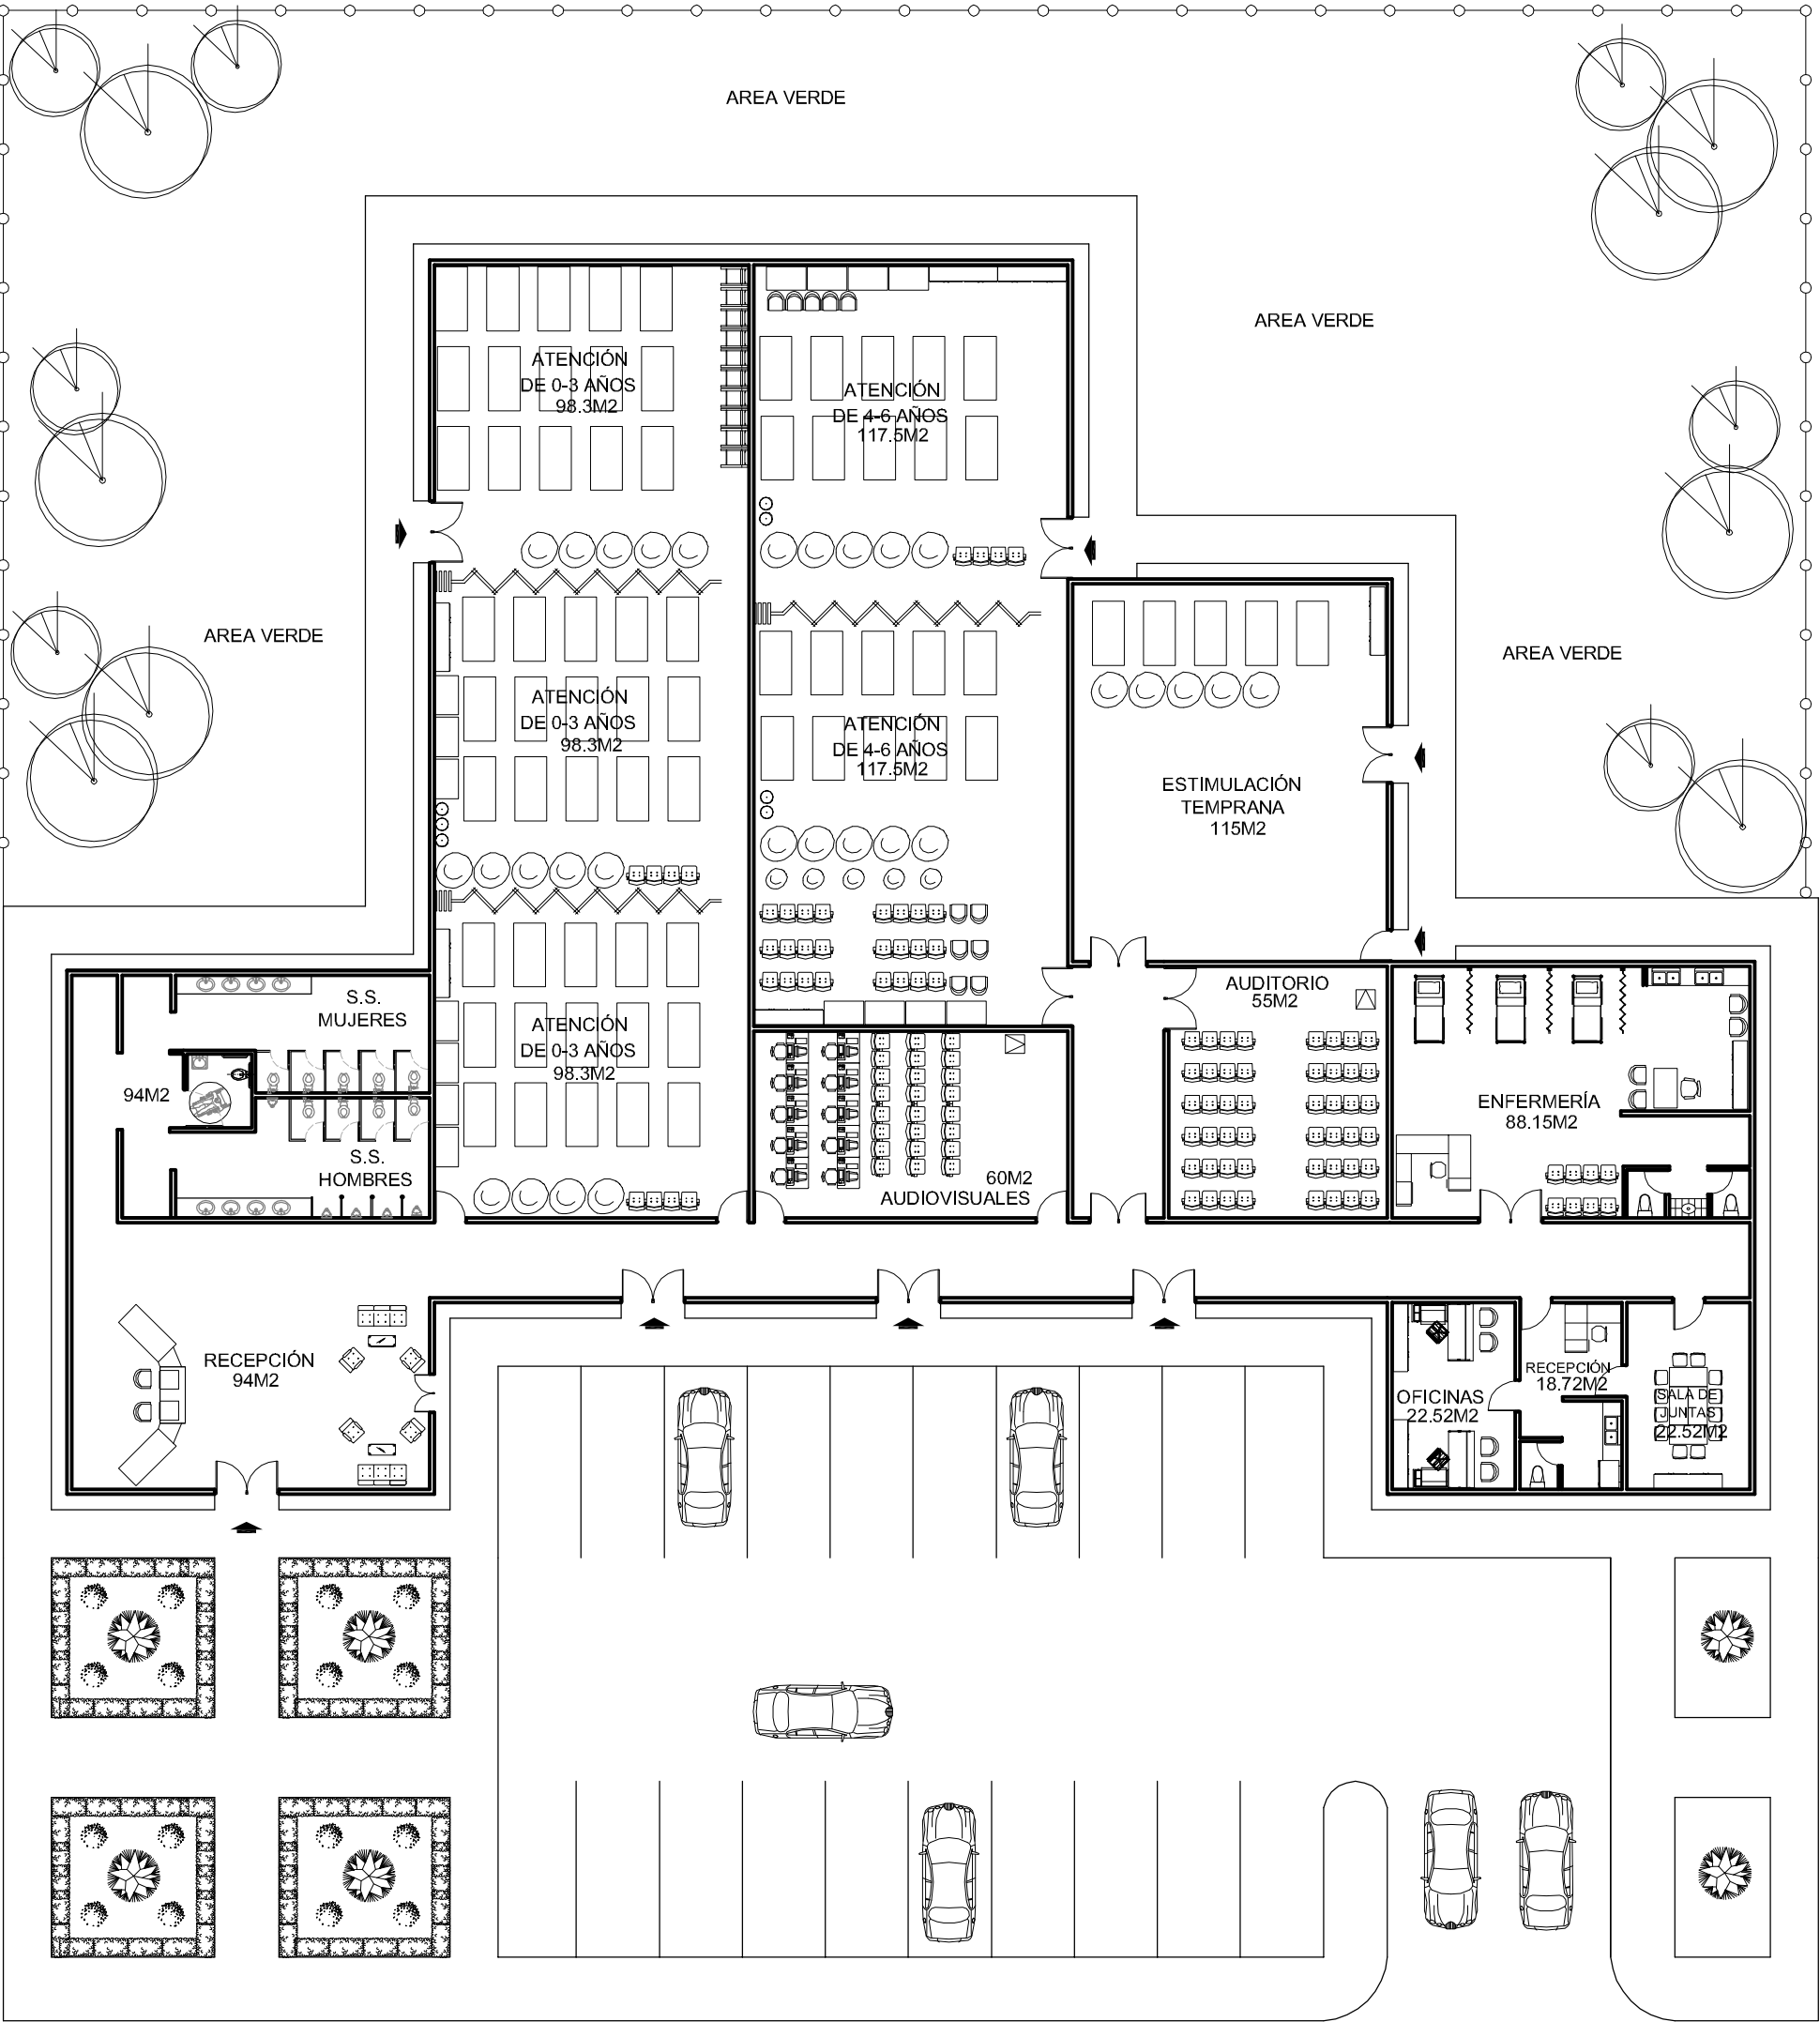 AREA VERDE
AREA VERDE
ATENCIÓN
DE 0-3 AÑOS
98.3M2
ATENCIÓN
DE 4-6 AÑOS
117.5M2
AREA VERDE
AREA VERDE
ATENCIÓN
DE 0-3 AÑOS
98.3M2
ATENCIÓN
DE 4-6 AÑOS
117.5M2
ESTIMULACIÓN
TEMPRANA
115M2
S.S.
MUJERES
94M2
S.S.
HOMBRES
ATENCIÓN
DE 0-3 AÑOS
98.3M2
60M2
AUDIOVISUALES
AUDITORIO
55M2
ENFERMERÍA
88.15M2
RECEPCIÓN
94M2
OFICINAS
22.52M2
RECEPCIÓN
18.72M2
SALA DE
JUNTAS
22.52M2